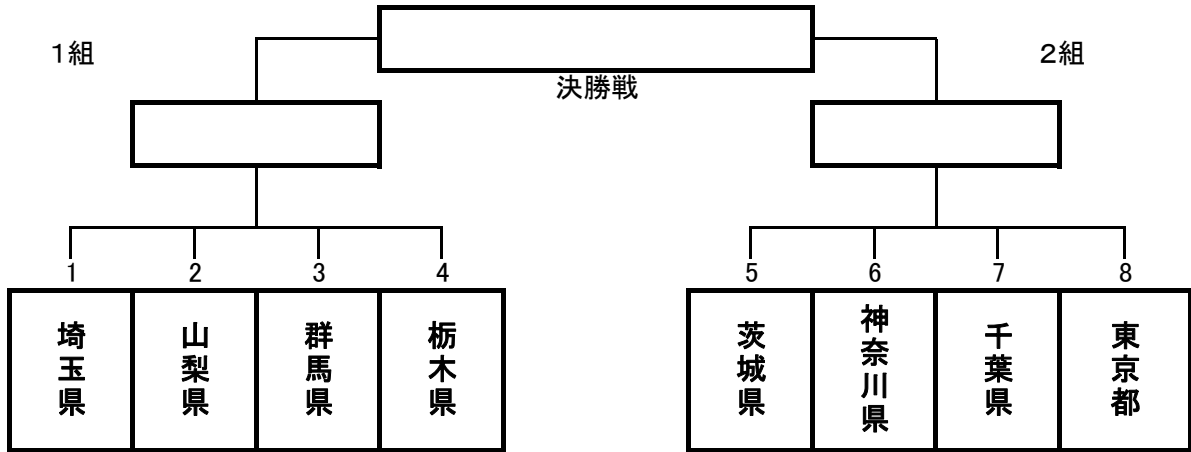 １組
２組
決勝戦
1 2 3 4 5 6 7 8
埼玉県
山梨県
群馬県
栃木県
茨城県
神奈川県
千葉県
東京都